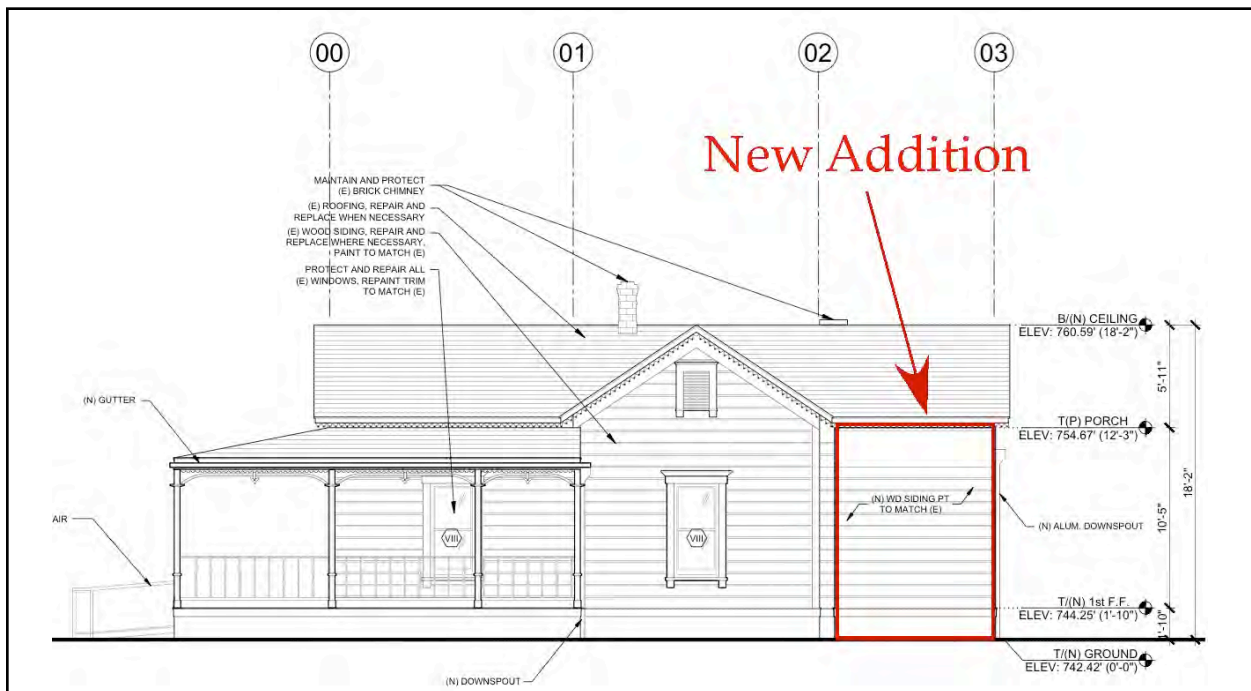 00
01
02
03
New Addition
MAINTAIN AND PROTECT
(E) BRICK CHIMNEY
(E) ROOFING, REPAIR AND
REPLACE WHEN NECESSARY
(E) WOOD SIDING, REPAIR AND
REPLACE WHERE NECESSARY,
PAINT TO MATCH (E)
PROTECT AND REPAIR ALL
(E) WINDOWS, REPAINT TRIM
TO MATCH (E)
B/(N) CEILING
ELEV: 760.59' (18'-2")
5'-11"
(N) GUTTER
T(P) PORCH
ELEV: 754.67' (12'-3")
18'-2"
(N) WD SIDING PT
TO MATCH (E)
10'-5"
AIR
(N) ALUM. DOWNSPOUT
VIII
VIII
T/(N) 1st F.F.
ELEV: 744.25' (1'-10")
1'-10"
(N) DOWNSPOUT
T/(N) GROUND
ELEV: 742.42' (0'-0")